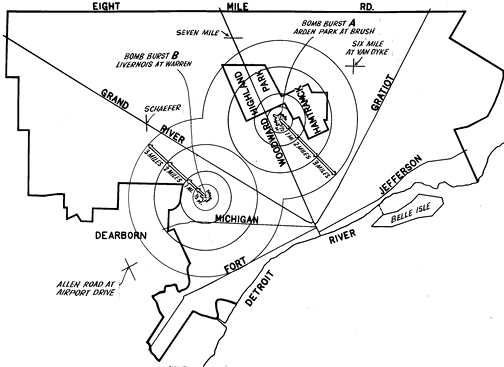 EIGHT MILE RD.
SEVEN MILE
BOMB BURST A
ARDEN PARK AT BRUSH
BOMB BURST B
LIVERNOIS AT WARREN
SIX MILE
AT VAN DYKE
HIGHLAND
PARK
HAMTRAMCK
GRATIOT
GRAND
RIVER
SCHAEFER
WOODWARD
JEFFERSON
BELLE ISLE
MICHIGAN
DEARBORN
FORT
DETROIT
RIVER
ALLEN ROAD AT
AIRPORT DRIVE